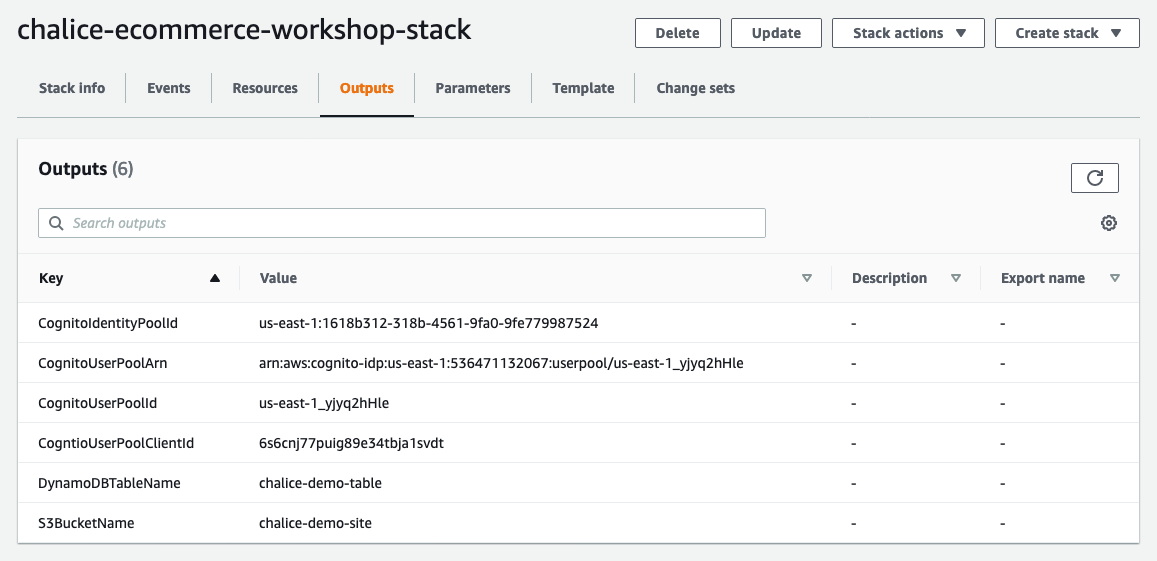 chalice-ecommerce-workshop-stack
Delete Update Stack actions Create stack
Stack info Events Resources Outputs Parameters Template Change sets
Outputs (6)
Search outputs
Key Value Description Export name
CognitoIdentityPoolId us-east-1:1618b312-318b-4561-9fa0-9fe779987524 - -
CognitoUserPoolArn arn:aws:cognito-idp:us-east-1:536471132067:userpool/us-east-1_yjyq2hHle - -
CognitoUserPoolId us-east-1_yjyq2hHle - -
CogntioUserPoolClientId 6s6cnj77puig89e34tbja1svdt - -
DynamoDBTableName chalice-demo-table - -
S3BucketName chalice-demo-site - -